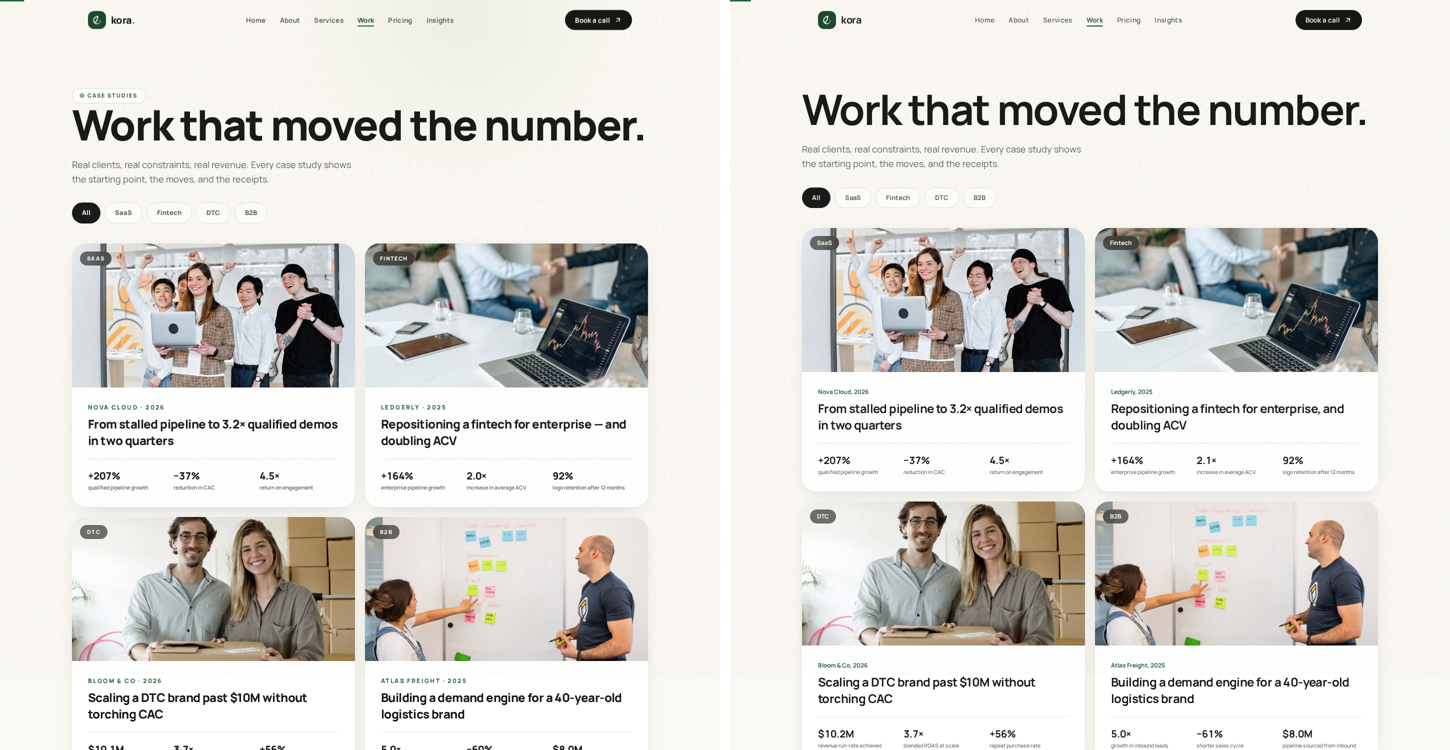 kora.
Home About Services Work Pricing Insights
Book a call
CASE STUDIES
Work that moved the number.
Real clients, real constraints, real revenue. Every case study shows
the starting point, the moves, and the receipts.
All SaaS Fintech DTC B2B
SAAS
NOVA CLOUD · 2026
From stalled pipeline to 3.2× qualified demos
in two quarters
+207% −37% 4.5×
qualified pipeline growth reduction in CAC return on engagement
FINTECH
LEDGERLY · 2025
Repositioning a fintech for enterprise — and
doubling ACV
+164% 2.0× 92%
enterprise pipeline growth increase in average ACV logo retention after 12 months
DTC
BLOOM & CO · 2026
Scaling a DTC brand past $10M without
torching CAC
$10.1M 3.7× +56%
B2B
ATLAS FREIGHT · 2025
Building a demand engine for a 40-year-old
logistics brand
5.0× −60% $8.0M
kora
Home About Services Work Pricing Insights
Book a call
Work that moved the number.
Real clients, real constraints, real revenue. Every case study shows
the starting point, the moves, and the receipts.
All SaaS Fintech DTC B2B
SaaS
Nova Cloud, 2026
From stalled pipeline to 3.2× qualified demos
in two quarters
+207% −37% 4.5×
qualified pipeline growth reduction in CAC return on engagement
Fintech
Ledgerly, 2025
Repositioning a fintech for enterprise, and
doubling ACV
+164% 2.1× 92%
enterprise pipeline growth increase in average ACV logo retention after 12 months
DTC
Bloom & Co, 2026
Scaling a DTC brand past $10M without
torching CAC
$10.2M 3.7× +56%
revenue run-rate achieved blended ROAS at scale repeat purchase rate
B2B
Atlas Freight, 2025
Building a demand engine for a 40-year-old
logistics brand
5.0× −61% $8.0M
growth in inbound leads shorter sales cycle pipeline sourced from inbound